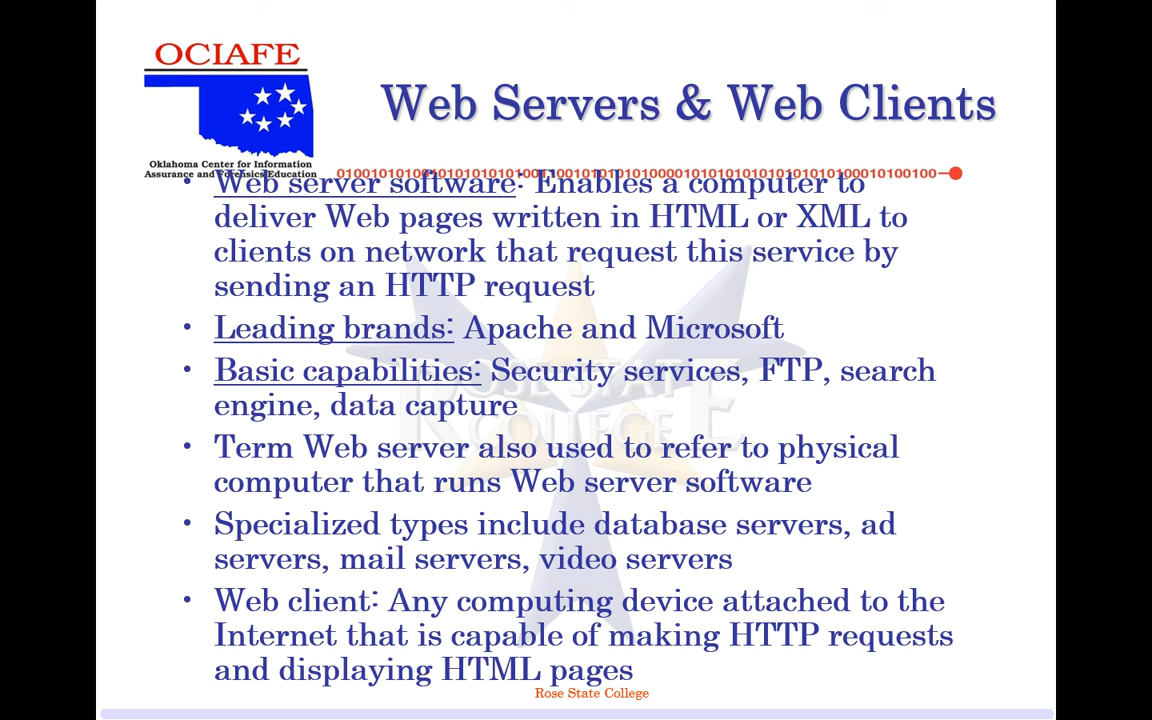 OCIAFE
Oklahoma Center for Information
Assurance and Forensics Education
Web Servers & Web Clients
• Web server software: Enables a computer to
deliver Web pages written in HTML or XML to
clients on network that request this service by
sending an HTTP request
• Leading brands: Apache and Microsoft
• Basic capabilities: Security services, FTP, search
engine, data capture
• Term Web server also used to refer to physical
computer that runs Web server software
• Specialized types include database servers, ad
servers, mail servers, video servers
• Web client: Any computing device attached to the
Internet that is capable of making HTTP requests
and displaying HTML pages
ROSE STATE
COLLEGE
Rose State College